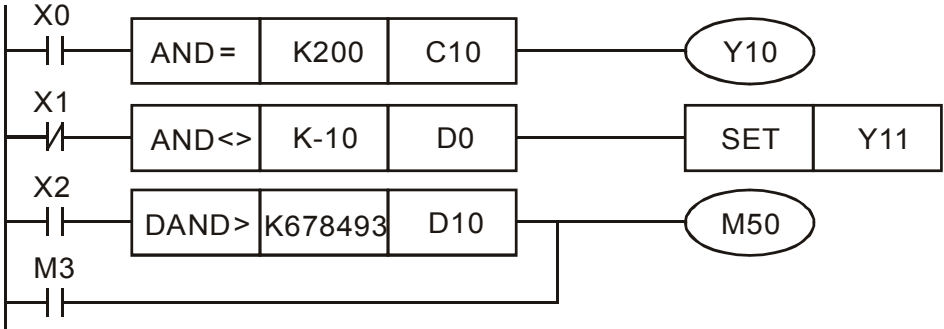 X0
AND= K200 C10 Y10
X1
AND<> K-10 D0 SET Y11
X2
DAND> K678493 D10 M50
M3